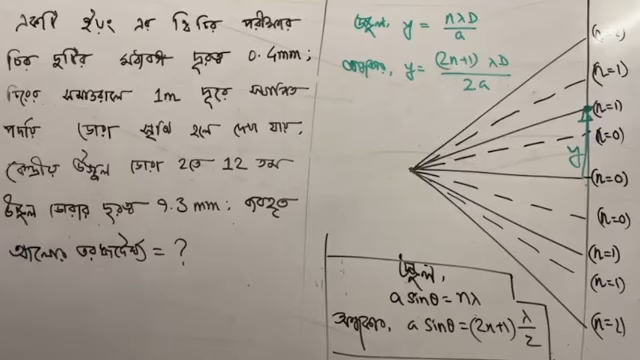 একটি ইয়ং এর দ্বি চির পরীক্ষায়
চির দুটির মধ্যবর্তী দূরত্ব 0.4mm;
চিরের সমান্তরালে 1m দূরে স্থাপিত
পর্দায় ডোরা সৃষ্টি হলে দেখা যায়,
কেন্দ্রীয় উজ্জ্বল ডোরা হতে 12 তম
উজ্জ্বল ডোরার দূরত্ব 9.3 mm; ব্যবহৃত
আলোর তরঙ্গদৈর্ঘ্য = ?
উজ্জ্বল, y = nλD/a
অন্ধকার, y = (2n+1) λD/2a
(n=1)
(n=1)
(n=0)
y
(n=0)
(n=0)
(n=1)
(n=1)
(n=2)
উজ্জ্বল,
a sinθ = nλ
অন্ধকার, a sinθ = (2n+1) λ/2